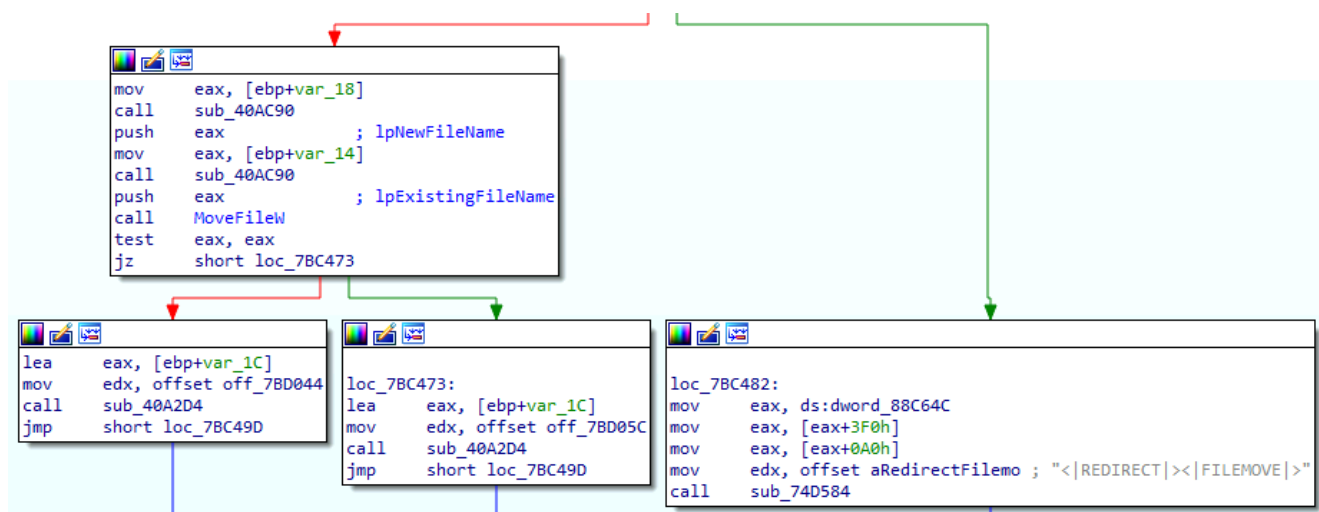 mov     eax, [ebp+var_18]
call    sub_40AC90
push    eax             ; lpNewFileName
mov     eax, [ebp+var_14]
call    sub_40AC90
push    eax             ; lpExistingFileName
call    MoveFileW
test    eax, eax
jz      short loc_7BC473
lea     eax, [ebp+var_1C]
mov     edx, offset off_7BD044
call    sub_40A2D4
jmp     short loc_7BC49D
loc_7BC473:
lea     eax, [ebp+var_1C]
mov     edx, offset off_7BD05C
call    sub_40A2D4
jmp     short loc_7BC49D
loc_7BC482:
mov     eax, ds:dword_88C64C
mov     eax, [eax+3F0h]
mov     eax, [eax+0A0h]
mov     edx, offset aRedirectFilemo ; "<|REDIRECT|><|FILEMOVE|>"
call    sub_74D584